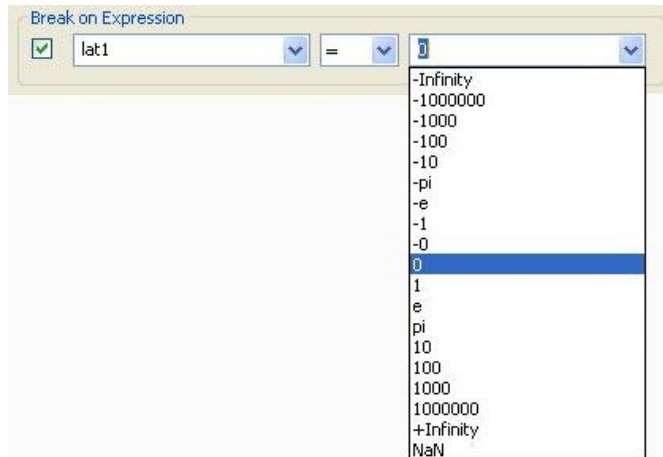 Break on Expression
lat1 = 0
-Infinity
-1000000
-1000
-100
-10
-pi
-e
-1
-0
0
1
e
pi
10
100
1000
1000000
+Infinity
NaN